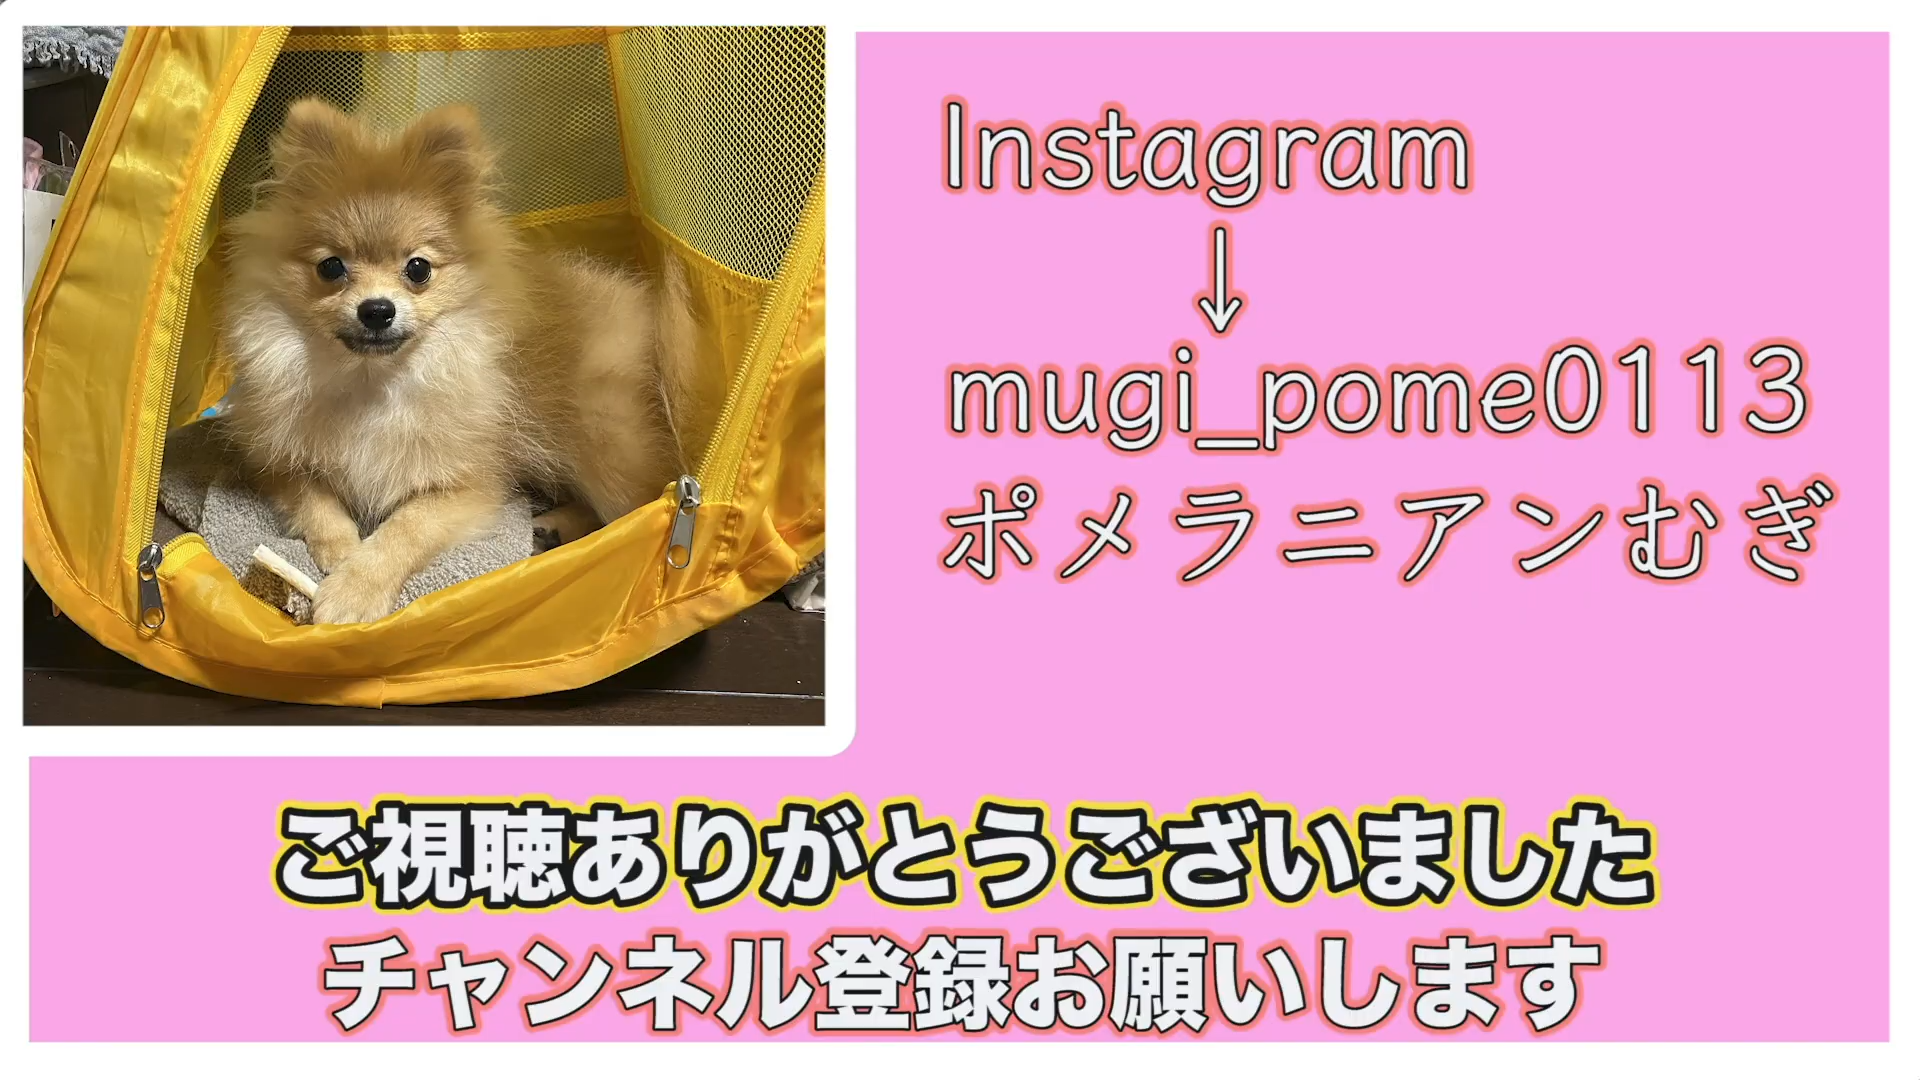 Instagram
↓
mugi_pome0113
ポメラニアンむぎ
ご視聴ありがとうございました
チャンネル登録お願いします